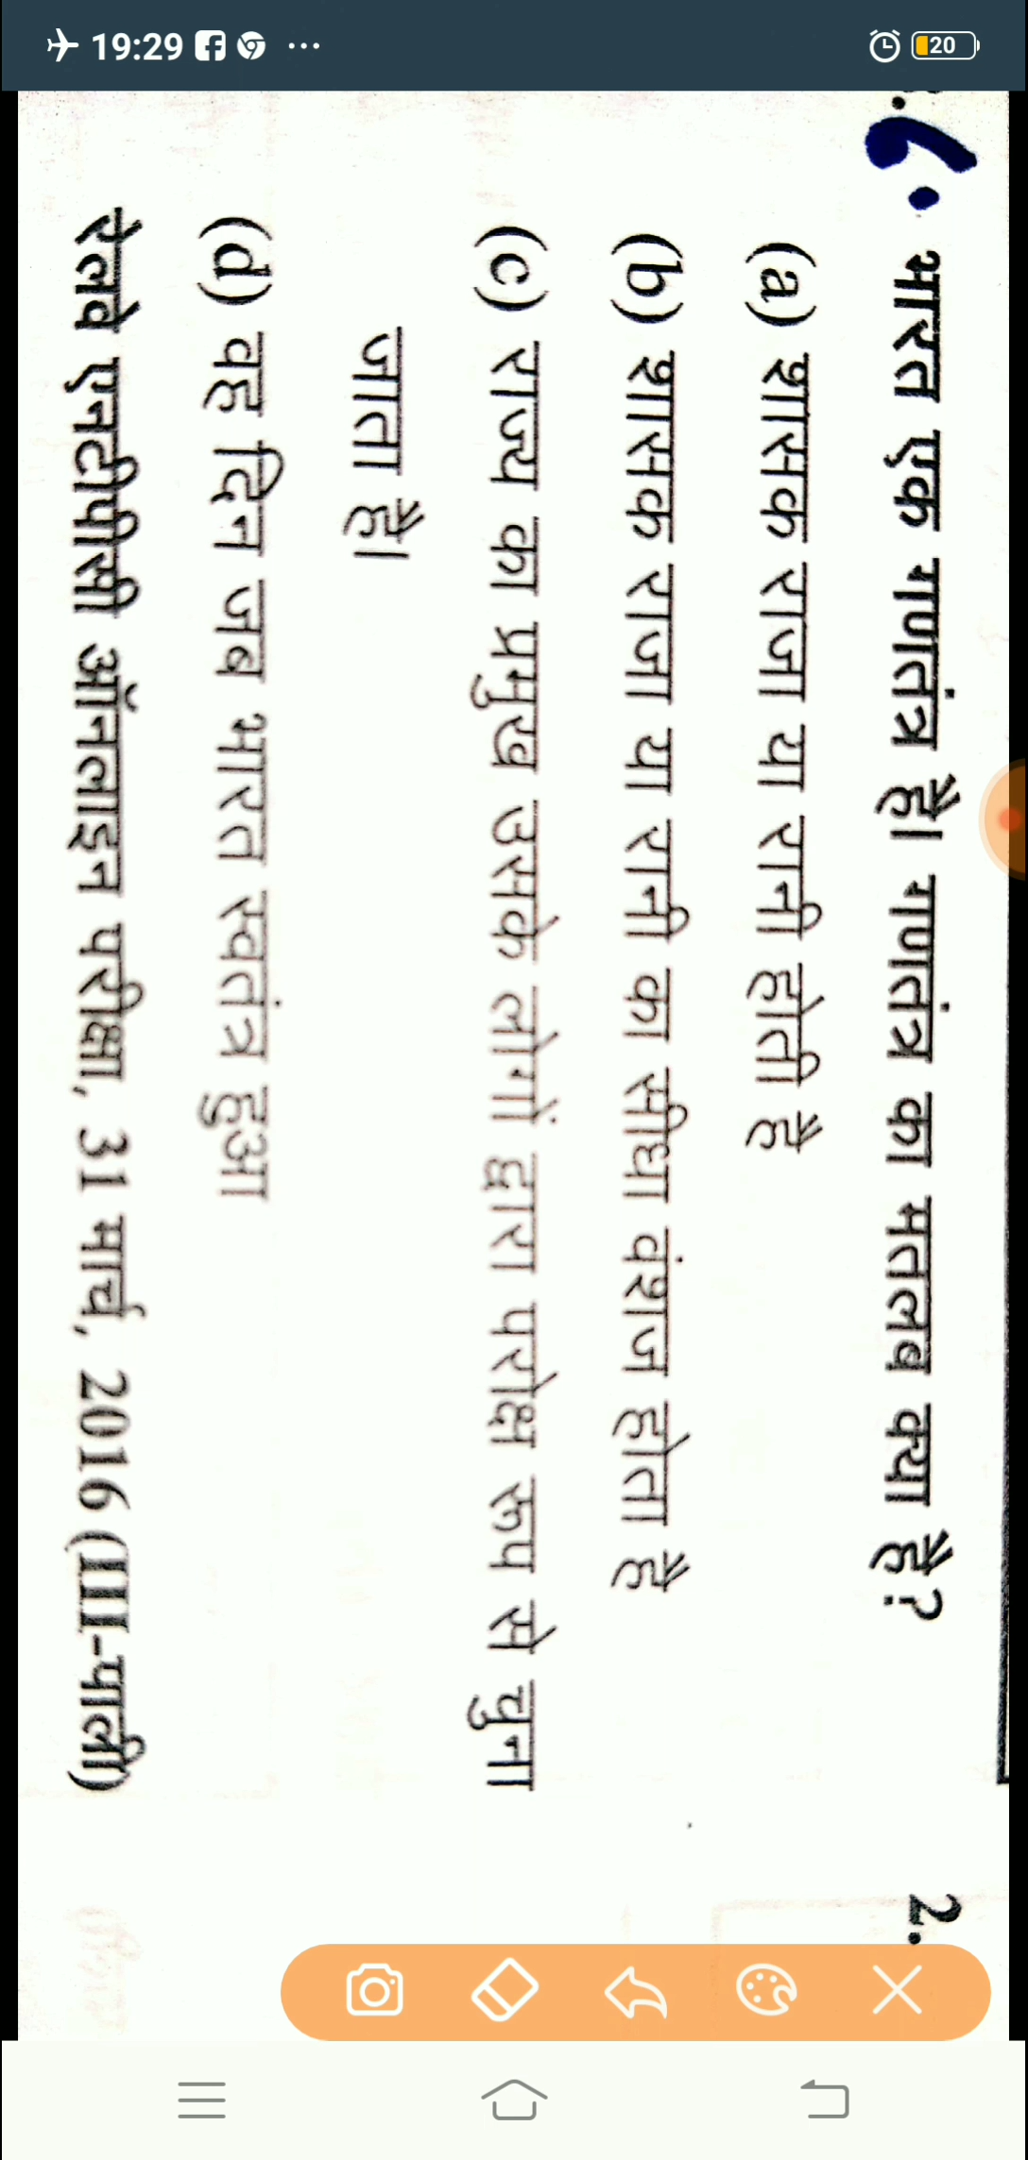 19:29 ...
20
6. भारत एक गणतंत्र है। गणतंत्र का मतलब क्या है?
(a) शासक राजा या रानी होती है
(b) शासक राजा या रानी का सीधा वंशज होता है
(c) राज्य का प्रमुख उसके लोगों द्वारा परोक्ष रूप से चुना
जाता है।
(d) वह दिन जब भारत स्वतंत्र हुआ
रेलवे एनटीपीसी ऑनलाइन परीक्षा, 31 मार्च, 2016 (III-पाली)
2.